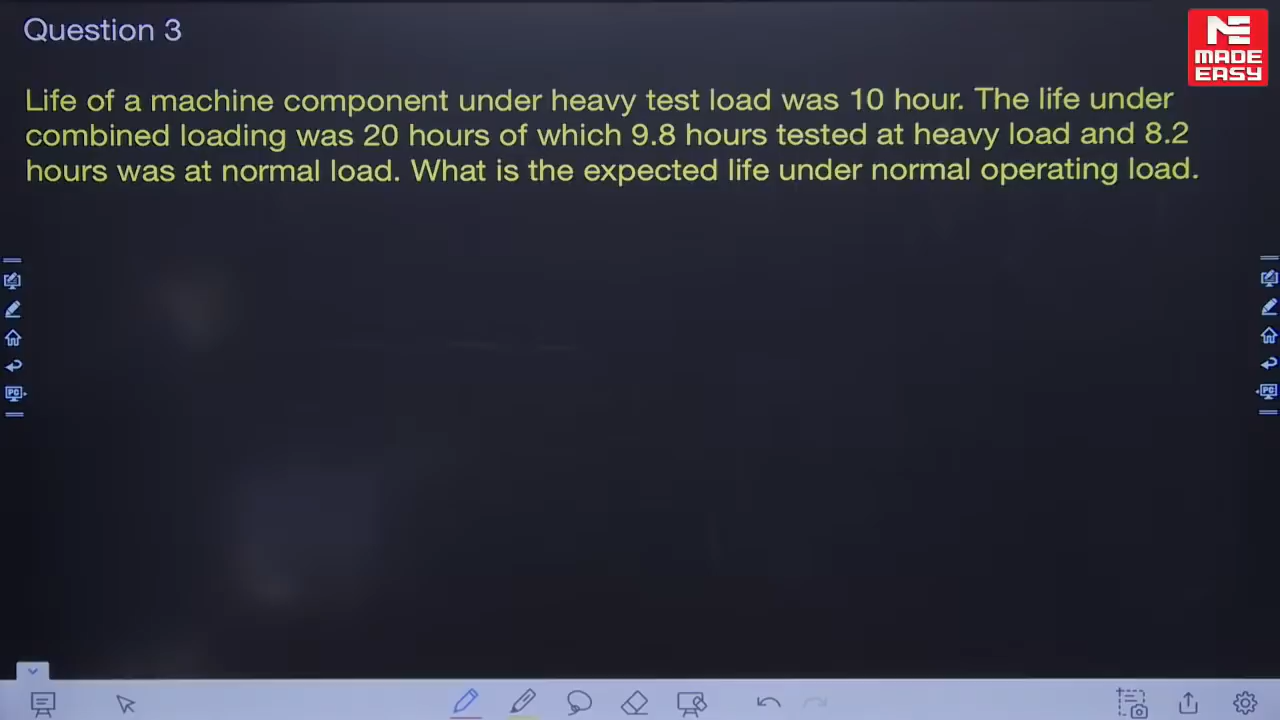 Question 3
MADE
EASY
Life of a machine component under heavy test load was 10 hour. The life under
combined loading was 20 hours of which 9.8 hours tested at heavy load and 8.2
hours was at normal load. What is the expected life under normal operating load.
PC
PC